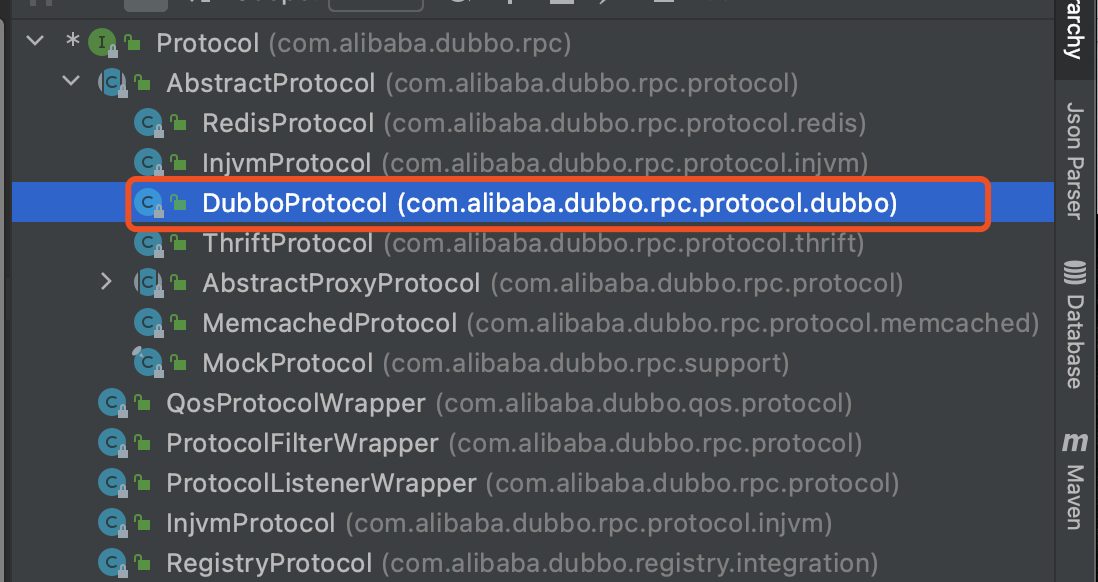 * Protocol (com.alibaba.dubbo.rpc)
AbstractProtocol (com.alibaba.dubbo.rpc.protocol)
RedisProtocol (com.alibaba.dubbo.rpc.protocol.redis)
InjvmProtocol (com.alibaba.dubbo.rpc.protocol.injvm)
DubboProtocol (com.alibaba.dubbo.rpc.protocol.dubbo)
ThriftProtocol (com.alibaba.dubbo.rpc.protocol.thrift)
AbstractProxyProtocol (com.alibaba.dubbo.rpc.protocol)
MemcachedProtocol (com.alibaba.dubbo.rpc.protocol.memcached)
MockProtocol (com.alibaba.dubbo.rpc.support)
QosProtocolWrapper (com.alibaba.dubbo.qos.protocol)
ProtocolFilterWrapper (com.alibaba.dubbo.rpc.protocol)
ProtocolListenerWrapper (com.alibaba.dubbo.rpc.protocol)
InjvmProtocol (com.alibaba.dubbo.rpc.protocol.injvm)
RegistryProtocol (com.alibaba.dubbo.registry.integration)
rarchy
Json Parser
Database
Maven